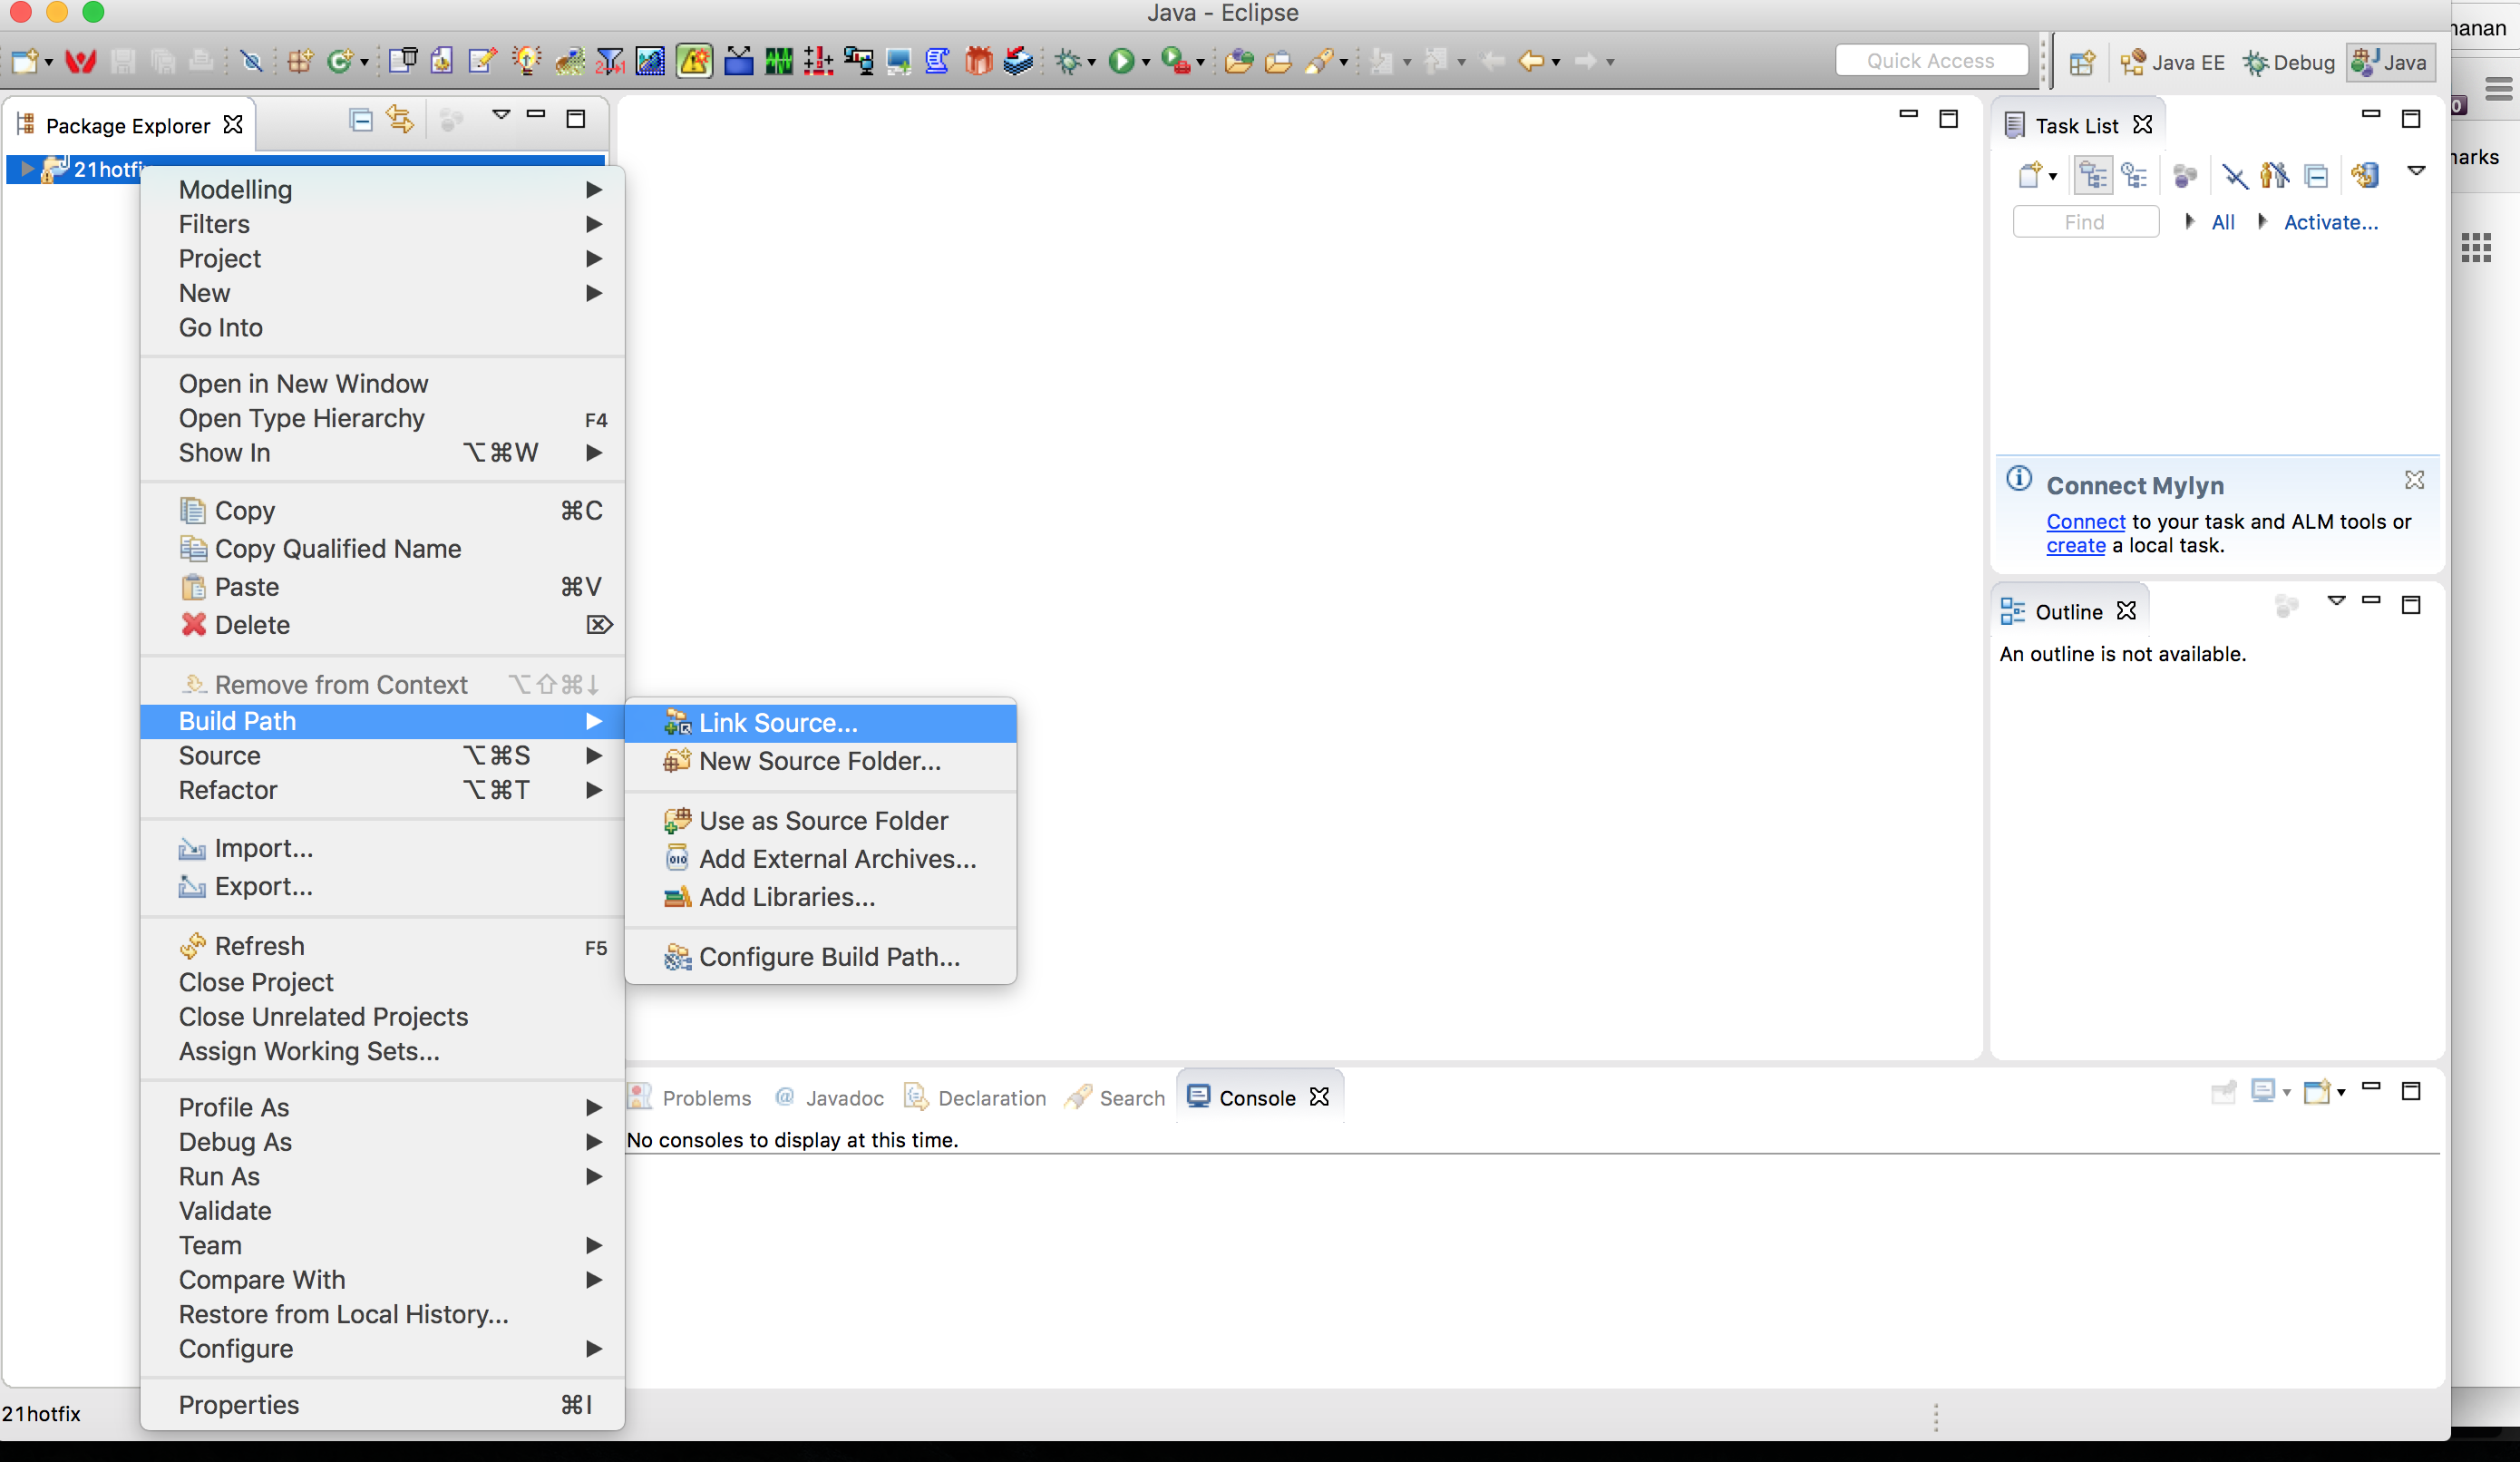 Java - Eclipse
Quick Access
Java EE
Debug
Java
Package Explorer
21hotfi
Modelling
Filters
Project
New
Go Into
Open in New Window
Open Type Hierarchy F4
Show In ⌥⌘W
Copy ⌘C
Copy Qualified Name
Paste ⌘V
Delete ⌦
Remove from Context ⌥⇧⌘↓
Build Path
Source ⌥⌘S
Refactor ⌥⌘T
Import...
Export...
Refresh F5
Close Project
Close Unrelated Projects
Assign Working Sets...
Profile As
Debug As
Run As
Validate
Team
Compare With
Restore from Local History...
Configure
Properties ⌘I
Link Source...
New Source Folder...
Use as Source Folder
Add External Archives...
Add Libraries...
Configure Build Path...
Task List
Find
All
Activate...
Connect Mylyn
Connect to your task and ALM tools or
create a local task.
Outline
An outline is not available.
Problems
Javadoc
Declaration
Search
Console
No consoles to display at this time.
21hotfix